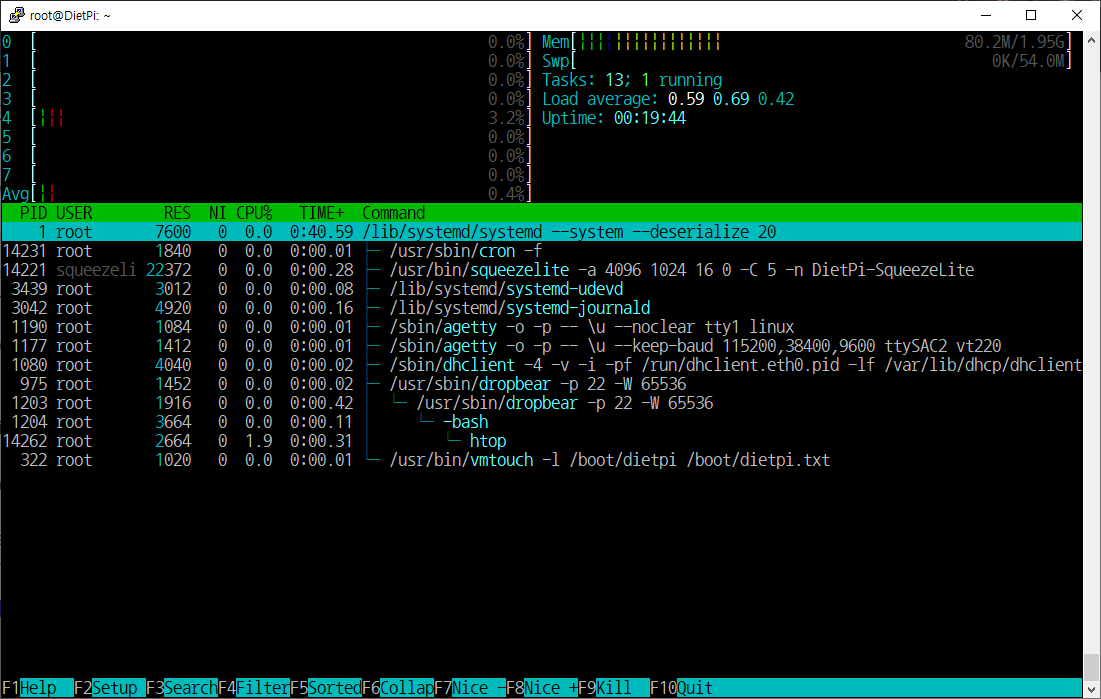 root@DietPi: ~
0 [ 0.0%] Mem[||||||||||||||||80.2M/1.95G]
1 [ 0.0%] Swp[ 0K/54.0M]
2 [ 0.0%] Tasks: 13; 1 running
3 [ 0.0%] Load average: 0.59 0.69 0.42
4 [||| 3.2%] Uptime: 00:19:44
5 [ 0.0%]
6 [ 0.0%]
7 [ 0.0%]
Avg[|| 0.4%]
PID USER RES NI CPU% TIME+ Command
1 root 7600 0 0.0 0:40.59 /lib/systemd/systemd --system --deserialize 20
14231 root 1840 0 0.0 0:00.01 ├─ /usr/sbin/cron -f
14221 squeezeli 22372 0 0.0 0:00.28 ├─ /usr/bin/squeezelite -a 4096 1024 16 0 -C 5 -n DietPi-SqueezeLite
3439 root 3012 0 0.0 0:00.08 ├─ /lib/systemd/systemd-udevd
3042 root 4920 0 0.0 0:00.16 ├─ /lib/systemd/systemd-journald
1190 root 1084 0 0.0 0:00.01 ├─ /sbin/agetty -o -p -- \u --noclear tty1 linux
1177 root 1412 0 0.0 0:00.01 ├─ /sbin/agetty -o -p -- \u --keep-baud 115200,38400,9600 ttySAC2 vt220
1080 root 4040 0 0.0 0:00.02 ├─ /sbin/dhclient -4 -v -i -pf /run/dhclient.eth0.pid -lf /var/lib/dhcp/dhclient
975 root 1452 0 0.0 0:00.02 ├─ /usr/sbin/dropbear -p 22 -W 65536
1203 root 1916 0 0.0 0:00.42 │ └─ /usr/sbin/dropbear -p 22 -W 65536
1204 root 3664 0 0.0 0:00.11 │ └─ -bash
14262 root 2664 0 1.9 0:00.31 │ └─ htop
322 root 1020 0 0.0 0:00.01 └─ /usr/bin/vmtouch -l /boot/dietpi /boot/dietpi.txt
F1Help F2Setup F3SearchF4FilterF5SortedF6CollapF7Nice -F8Nice +F9Kill F10Quit